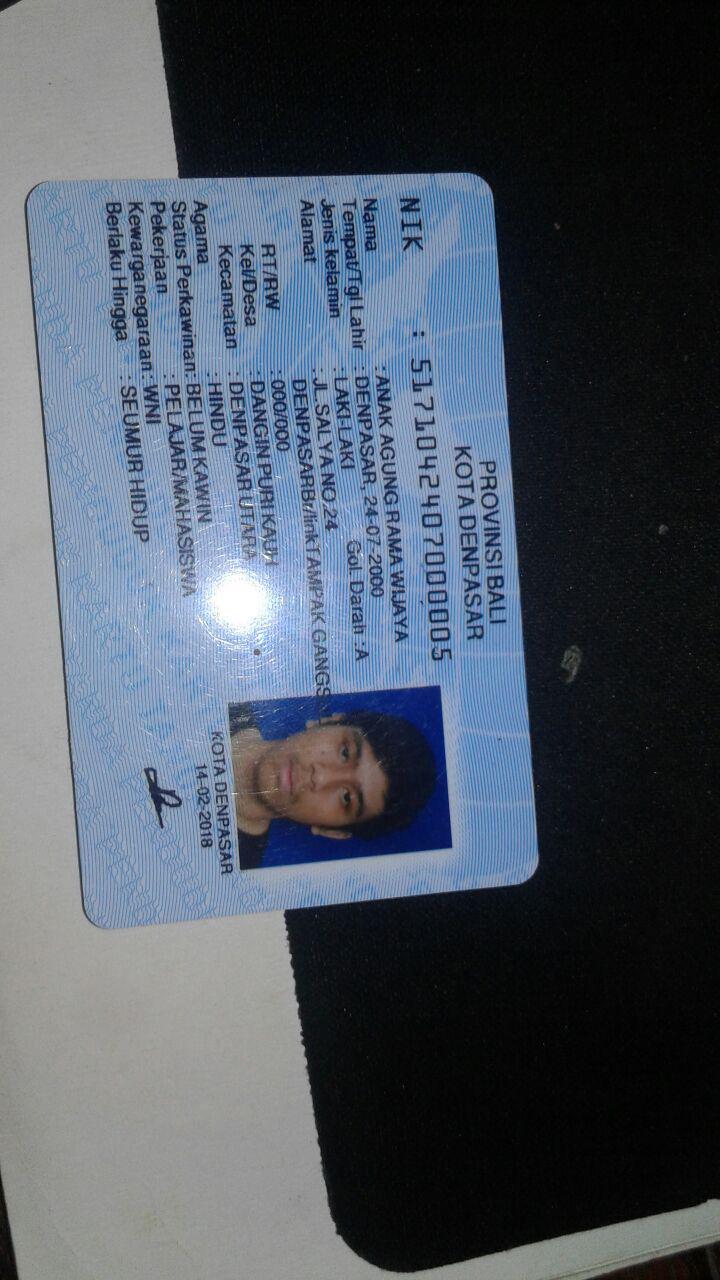 PROVINSI BALI
KOTA DENPASAR
NIK : 5171042407000005
Nama : ANAK AGUNG RAMA WIJAYA
Tempat/Tgl Lahir : DENPASAR, 24-07-2000
Jenis kelamin : LAKI-LAKI Gol. Darah : A
Alamat : JL. SALYA NO.24
DENPASARBr/linkTAMPAK GANGS
RT/RW : 000/000
Kel/Desa : DANGIN PURI KAUH
Kecamatan : DENPASAR UTARA
Agama : HINDU
Status Perkawinan: BELUM KAWIN
Pekerjaan : PELAJAR/MAHASISWA
Kewarganegaraan: WNI
Berlaku Hingga : SEUMUR HIDUP
KOTA DENPASAR
14-02-2018